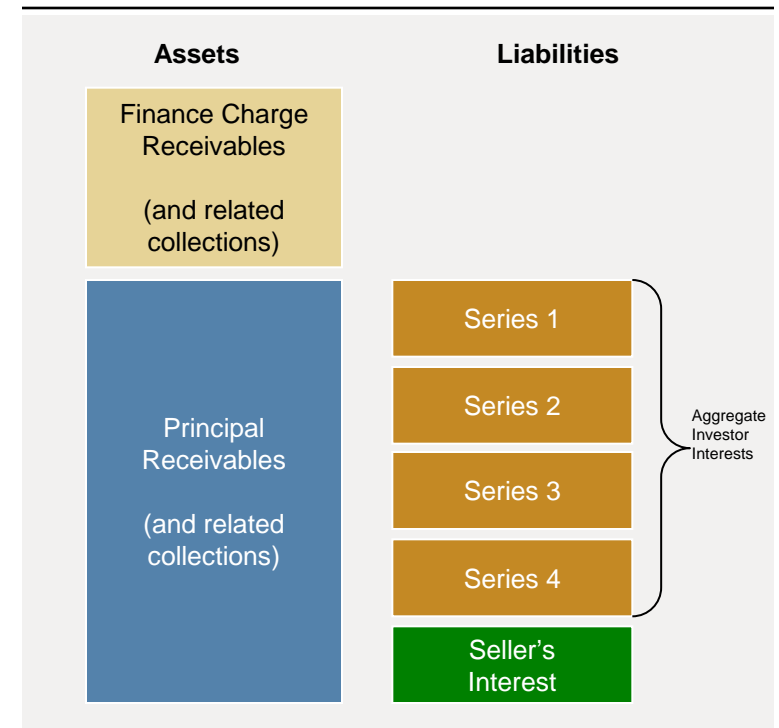 Assets
Liabilities
Finance Charge
Receivables
(and related
collections)
Principal
Receivables
(and related
collections)
Series 1
Series 2
Series 3
Series 4
Seller's
Interest
Aggregate
Investor
Interests